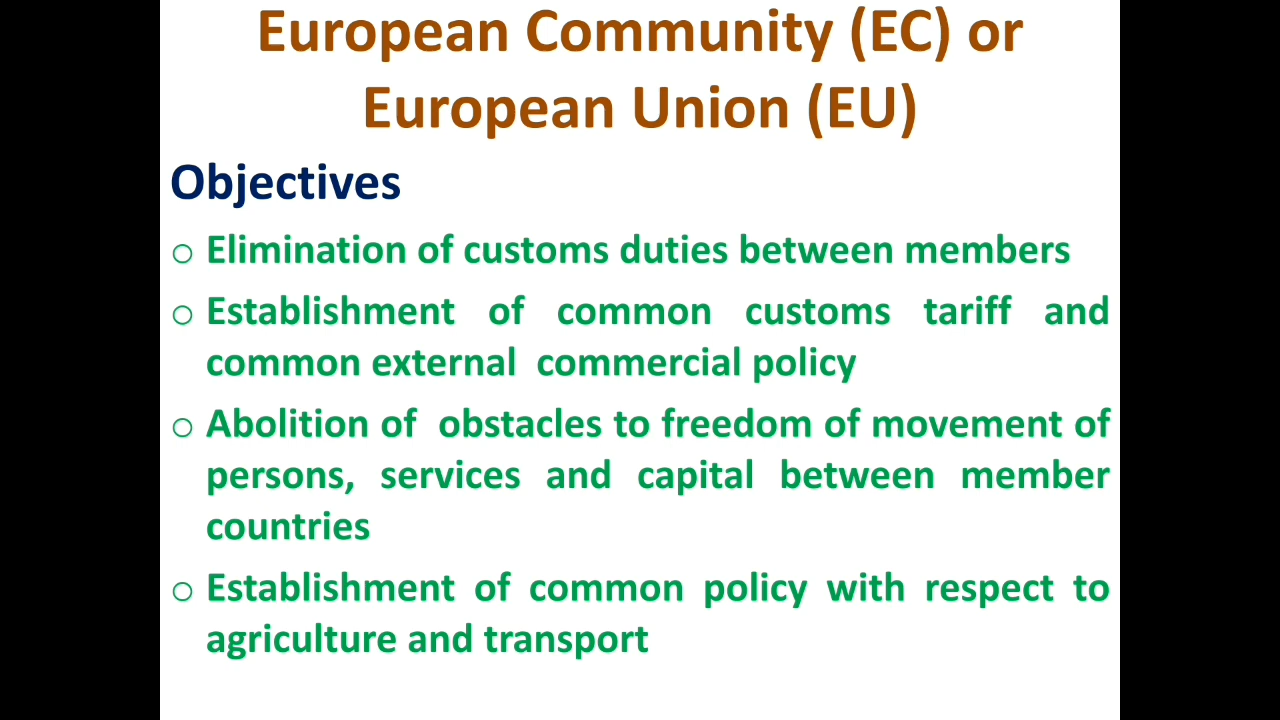 European Community (EC) or
European Union (EU)
Objectives
○ Elimination of customs duties between members
○ Establishment of common customs tariff and
common external commercial policy
○ Abolition of obstacles to freedom of movement of
persons, services and capital between member
countries
○ Establishment of common policy with respect to
agriculture and transport